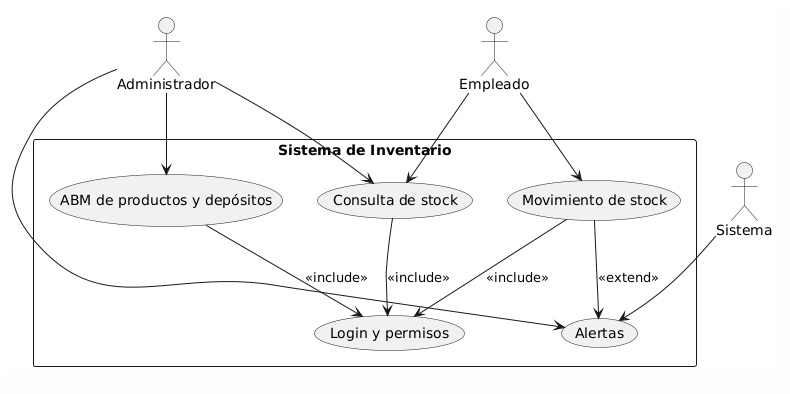 Administrador
Empleado
Sistema de Inventario
ABM de productos y depósitos
Consulta de stock
Movimiento de stock
Sistema
«include»
«include»
«include»
«extend»
Login y permisos
Alertas